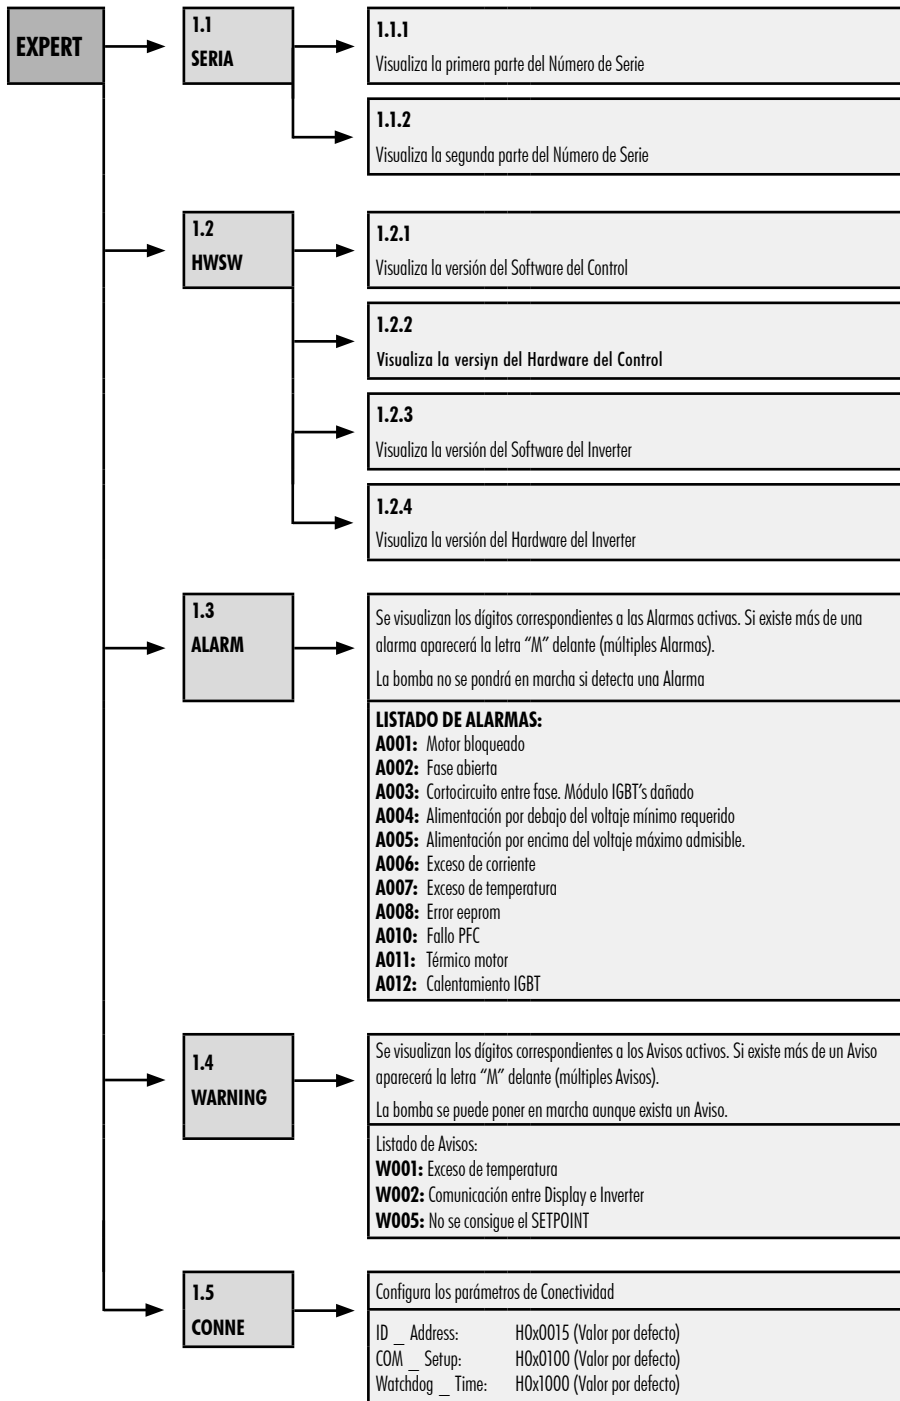 EXPERT
1.1
SERIA
1.1.1
Visualiza la primera parte del Número de Serie
1.1.2
Visualiza la segunda parte del Número de Serie
1.2
HWSW
1.2.1
Visualiza la versión del Software del Control
1.2.2
Visualiza la versiyn del Hardware del Control
1.2.3
Visualiza la versión del Software del Inverter
1.2.4
Visualiza la versión del Hardware del Inverter
1.3
ALARM
Se visualizan los dígitos correspondientes a las Alarmas activas. Si existe más de una
alarma aparecerá la letra “M” delante (múltiples Alarmas).
La bomba no se pondrá en marcha si detecta una Alarma
LISTADO DE ALARMAS:
A001: Motor bloqueado
A002: Fase abierta
A003: Cortocircuito entre fase. Módulo IGBT's dañado
A004: Alimentación por debajo del voltaje mínimo requerido
A005: Alimentación por encima del voltaje máximo admisible.
A006: Exceso de corriente
A007: Exceso de temperatura
A008: Error eeprom
A010: Fallo PFC
A011: Térmico motor
A012: Calentamiento IGBT
1.4
WARNING
Se visualizan los dígitos correspondientes a los Avisos activos. Si existe más de un Aviso
aparecerá la letra “M” delante (múltiples Avisos).
La bomba se puede poner en marcha aunque exista un Aviso.
Listado de Avisos:
W001: Exceso de temperatura
W002: Comunicación entre Display e Inverter
W005: No se consigue el SETPOINT
1.5
CONNE
Configura los parámetros de Conectividad
ID _ Address: H0x0015 (Valor por defecto)
COM _ Setup: H0x0100 (Valor por defecto)
Watchdog _ Time: H0x1000 (Valor por defecto)